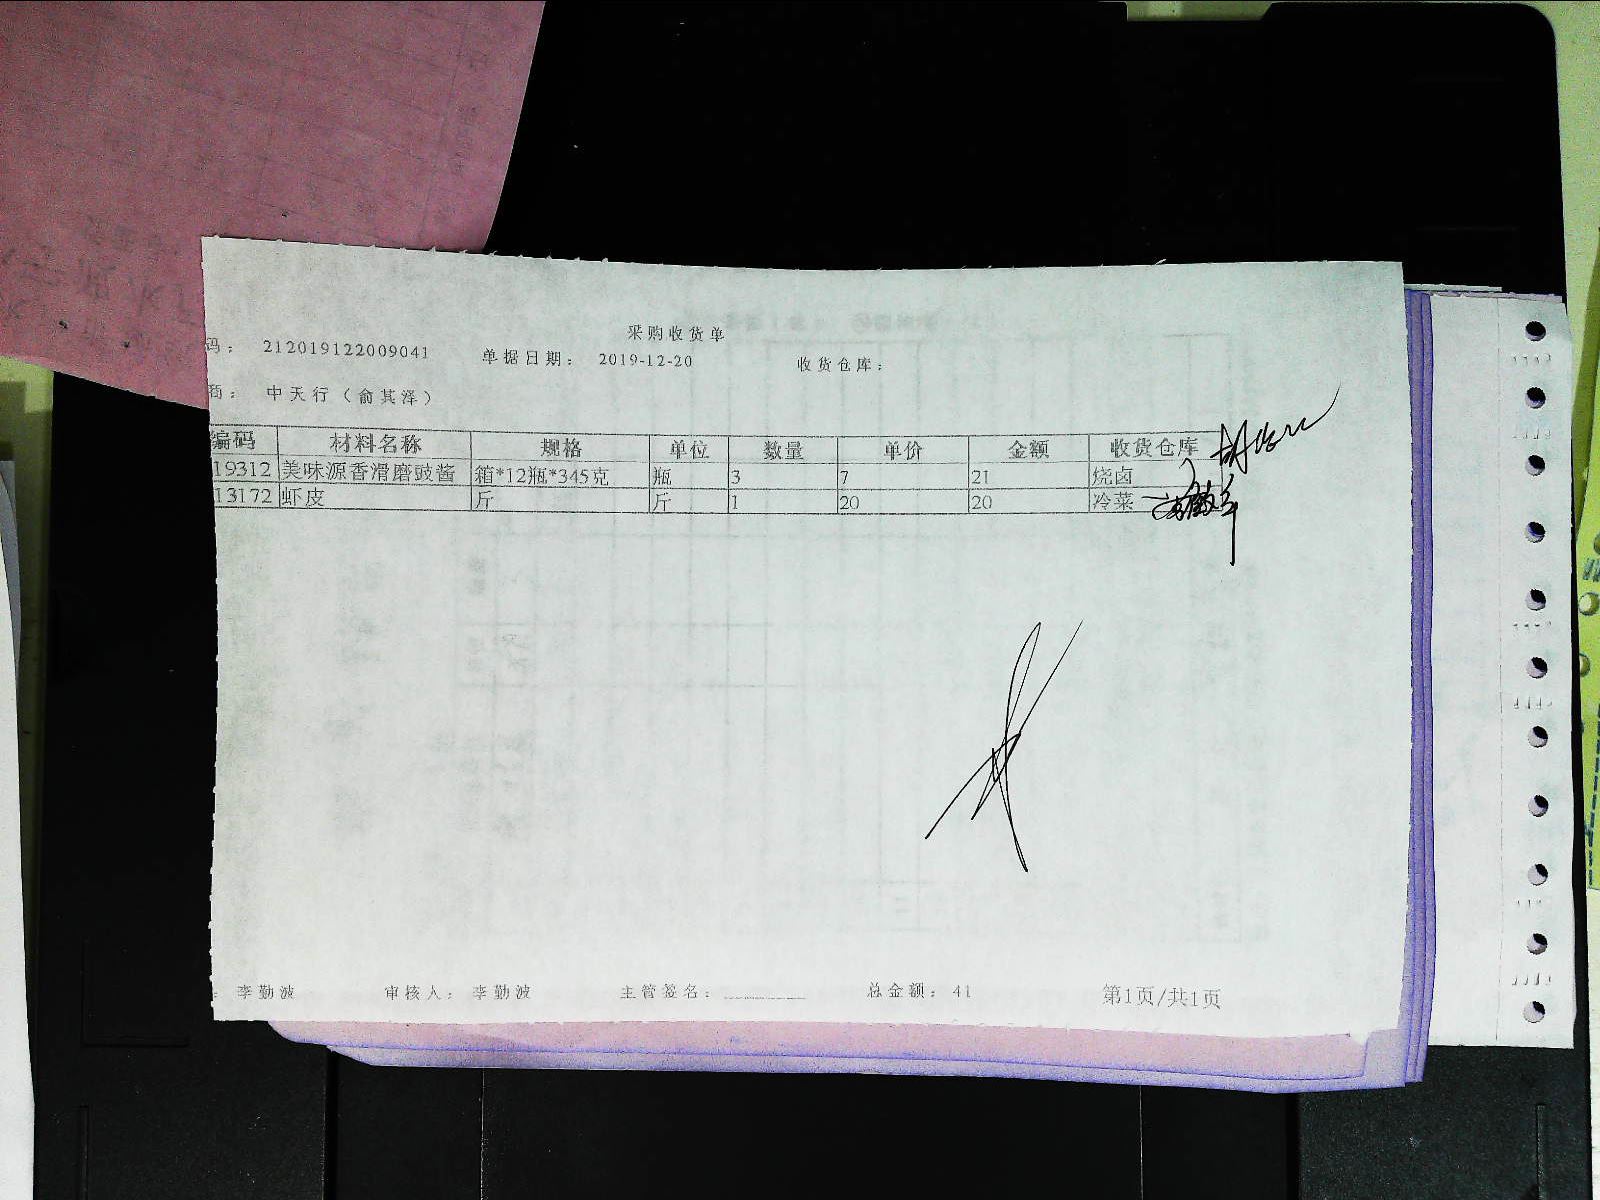 采购收货单
码: 212019122009041 单据日期: 2019-12-20 收货仓库:
商: 中天行(俞其泽)
编码 材料名称 规格 单位 数量 单价 金额 收货仓库
19312 美味源香滑磨豉酱 箱*12瓶*345克 瓶 3 7 21 烧卤
13172 虾皮 斤 斤 1 20 20 冷菜
: 李勤波 审核人: 李勤波 主管签名: 总金额: 41 第1页/共1页